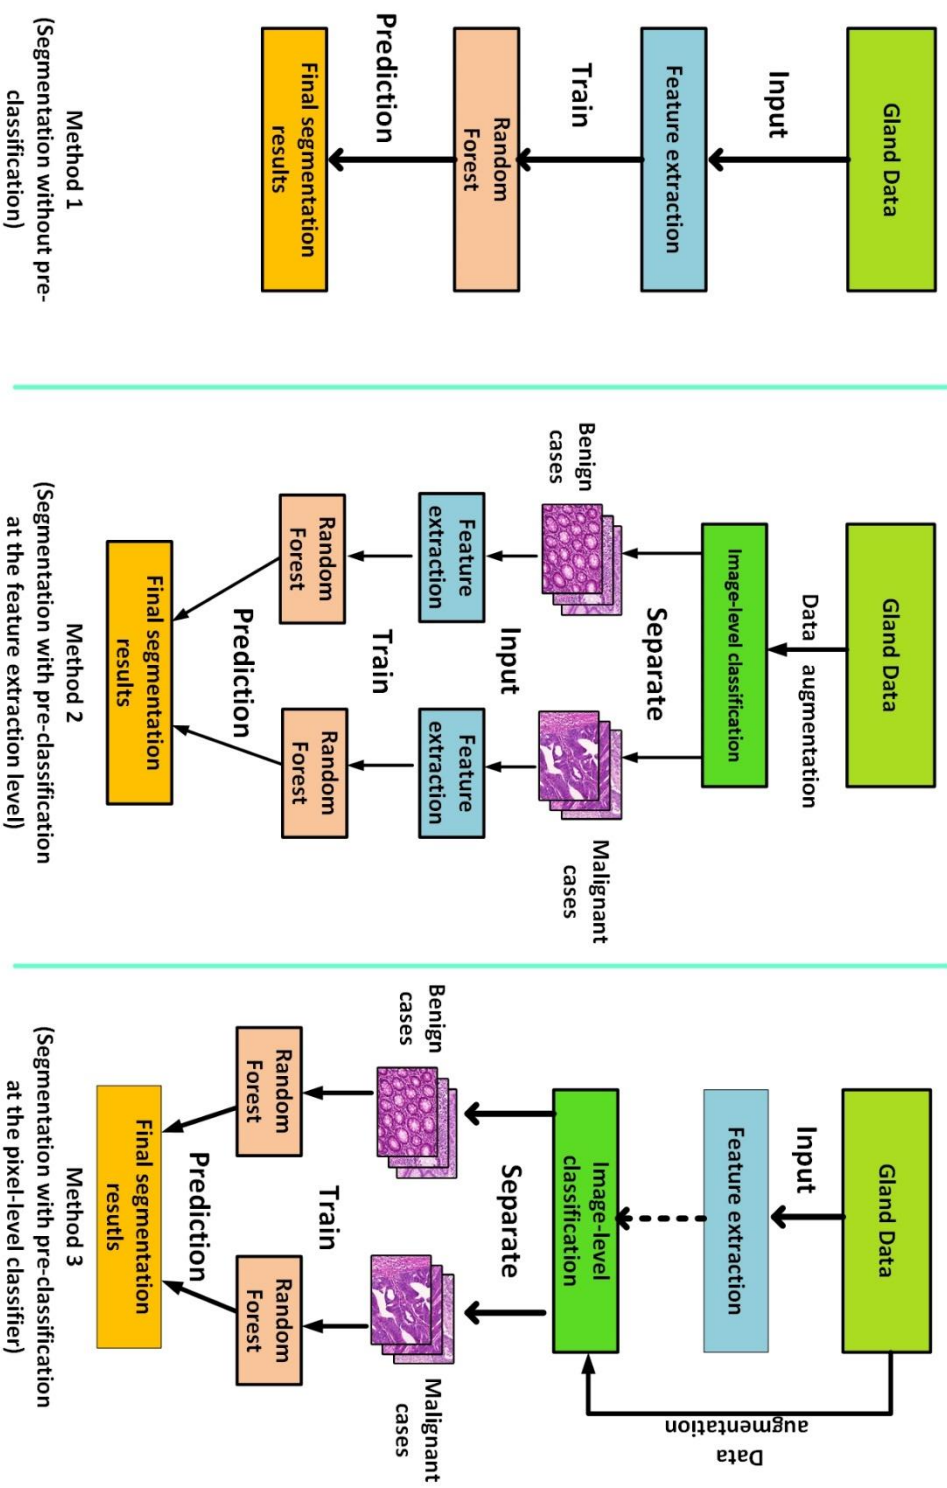 Gland Data
Input
Feature extraction
Train
Random
Forest
Prediction
Final segmentation
results
Method 1
(Segmentation without pre-
classification)
Gland Data
Data augmentation
Image-level classification
Separate
Benign
cases
Malignant
cases
Input
Feature
extraction
Feature
extraction
Train
Random
Forest
Random
Forest
Prediction
Final segmentation
results
Method 2
(Segmentation with pre-classification
at the feature extraction level)
Gland Data
Input
Data
augmentation
Feature extraction
Image-level
classification
Separate
Benign
cases
Malignant
cases
Train
Random
Forest
Random
Forest
Prediction
Final segmentation
resutls
Method 3
(Segmentation with pre-classification
at the pixel-level classifier)